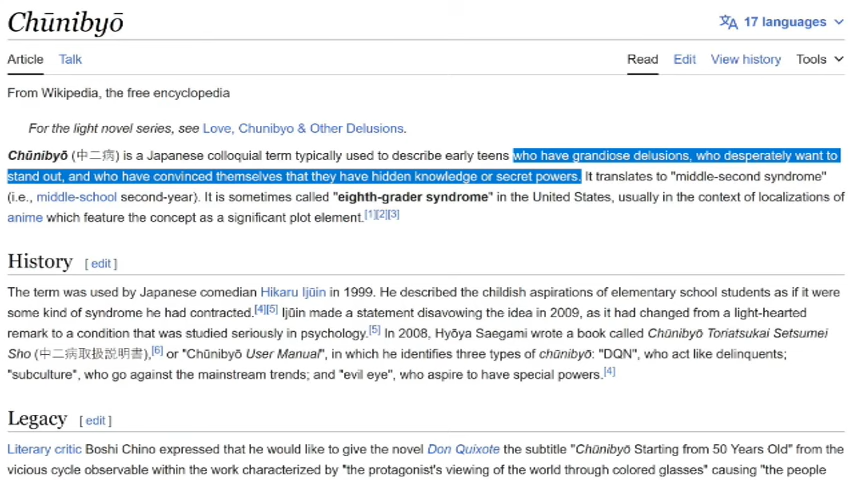 Chūnibyō
17 languages
Article Talk Read Edit View history Tools
From Wikipedia, the free encyclopedia
For the light novel series, see Love, Chunibyo & Other Delusions.
Chūnibyō (中二病) is a Japanese colloquial term typically used to describe early teens who have grandiose delusions, who desperately want to
stand out, and who have convinced themselves that they have hidden knowledge or secret powers. It translates to "middle-second syndrome"
(i.e., middle-school second-year). It is sometimes called "eighth-grader syndrome" in the United States, usually in the context of localizations of
anime which feature the concept as a significant plot element.[1][2][3]
History [ edit ]
The term was used by Japanese comedian Hikaru Ijūin in 1999. He described the childish aspirations of elementary school students as if it were
some kind of syndrome he had contracted.[4][5] Ijūin made a statement disavowing the idea in 2009, as it had changed from a light-hearted
remark to a condition that was studied seriously in psychology.[5] In 2008, Hyōya Saegami wrote a book called Chūnibyō Toriatsukai Setsumei
Sho (中二病取扱説明書),[6] or "Chūnibyō User Manual", in which he identifies three types of chūnibyō: "DQN", who act like delinquents;
"subculture", who go against the mainstream trends; and "evil eye", who aspire to have special powers.[4]
Legacy [ edit ]
Literary critic Boshi Chino expressed that he would like to give the novel Don Quixote the subtitle "Chūnibyō Starting from 50 Years Old" from the
vicious cycle observable within the work characterized by "the protagonist's viewing of the world through colored glasses" causing "the people